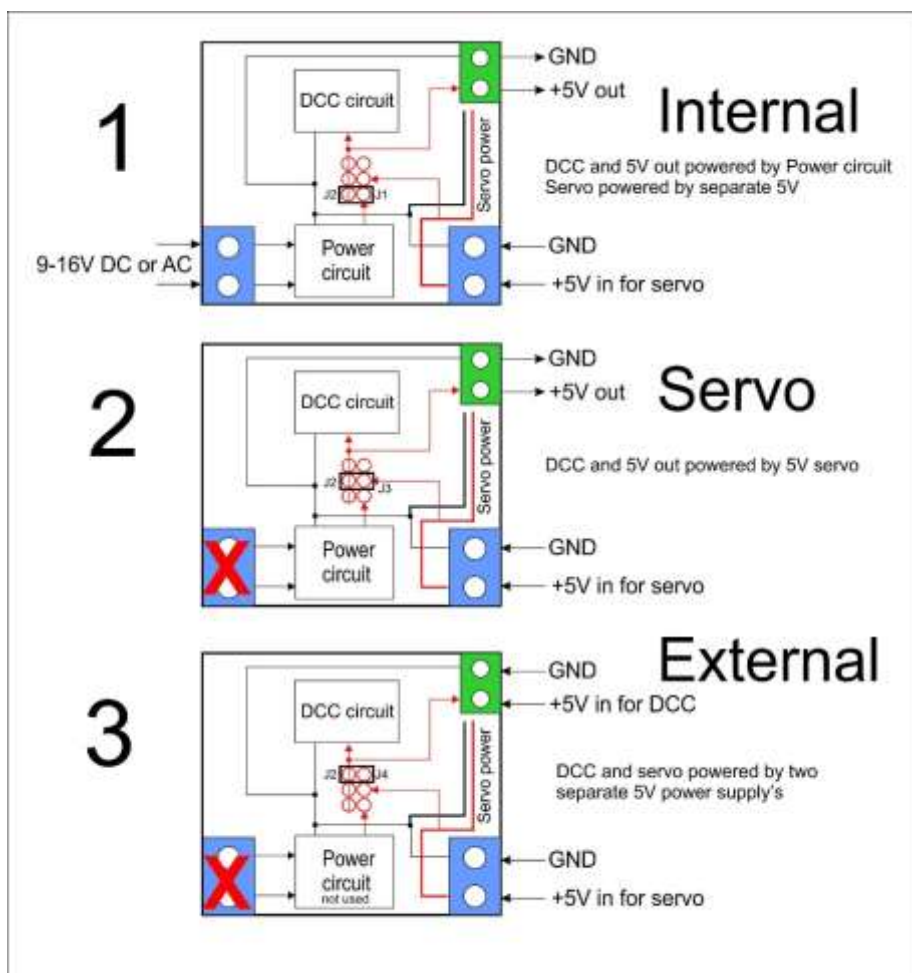 1
Internal
DCC circuit
GND
+5V out
DCC and 5V out powered by Power circuit
Servo powered by separate 5V
J2
J1
Servo power
9-16V DC or AC
Power
circuit
GND
+5V in for servo
2
Servo
DCC circuit
GND
+5V out
DCC and 5V out powered by 5V servo
J2
J3
Servo power
X
Power
circuit
GND
+5V in for servo
3
External
DCC circuit
GND
+5V in for DCC
DCC and servo powered by two
separate 5V power supply's
J2
J4
Servo power
X
Power
circuit
not used
GND
+5V in for servo